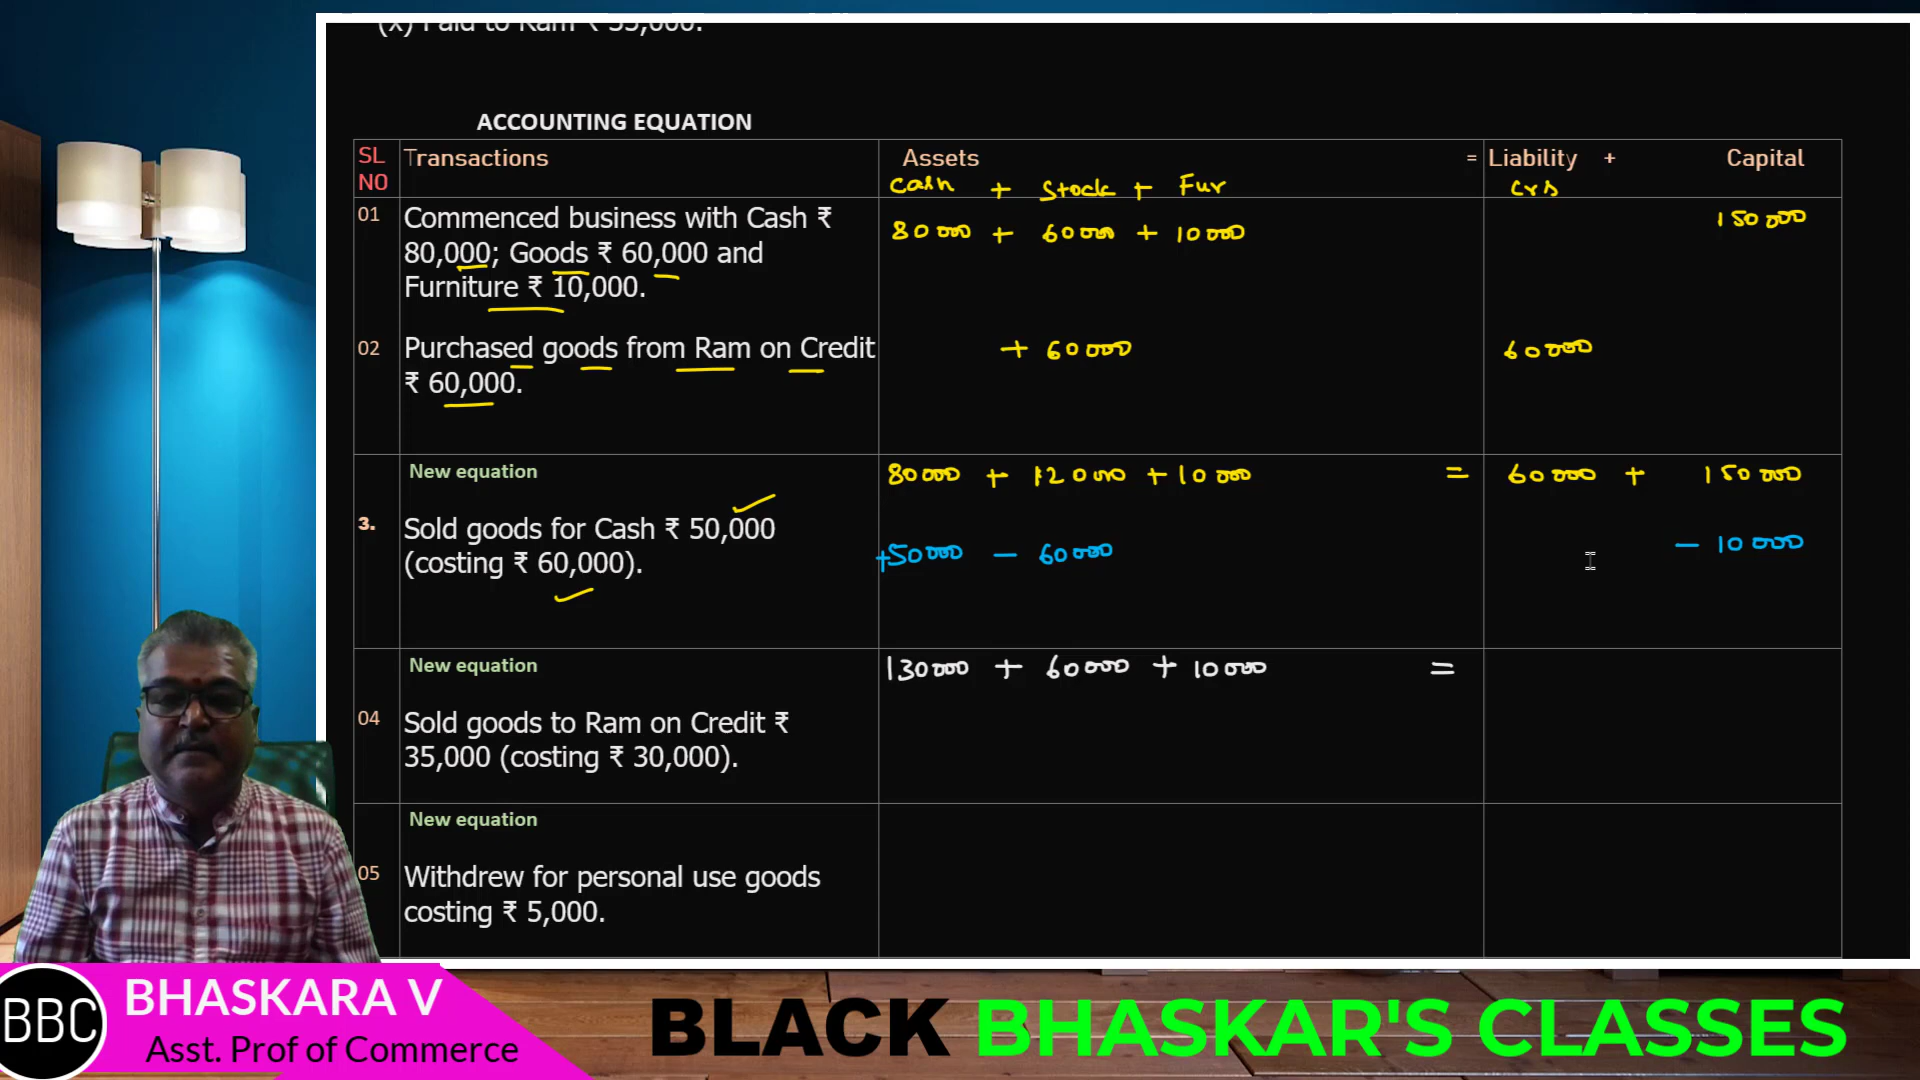 (x) Paid to Ram ₹ 35,000.
ACCOUNTING EQUATION
SL NO Transactions Assets = Liability + Capital
Cash + Stock + Fur Crs
01 Commenced business with Cash ₹ 80,000; Goods ₹ 60,000 and Furniture ₹ 10,000.
80000 + 60000 + 10000 150000
02 Purchased goods from Ram on Credit ₹ 60,000.
+ 60000 60000
New equation 80000 + 120000 + 10000 = 60000 + 150000
3. Sold goods for Cash ₹ 50,000
(costing ₹ 60,000).
+50000 - 60000 - 10000
New equation 130000 + 60000 + 10000 =
04 Sold goods to Ram on Credit ₹
35,000 (costing ₹ 30,000).
New equation
05 Withdrew for personal use goods
costing ₹ 5,000.
BBC
BHASKARA V
Asst. Prof of Commerce
BLACK BHASKAR'S CLASSES